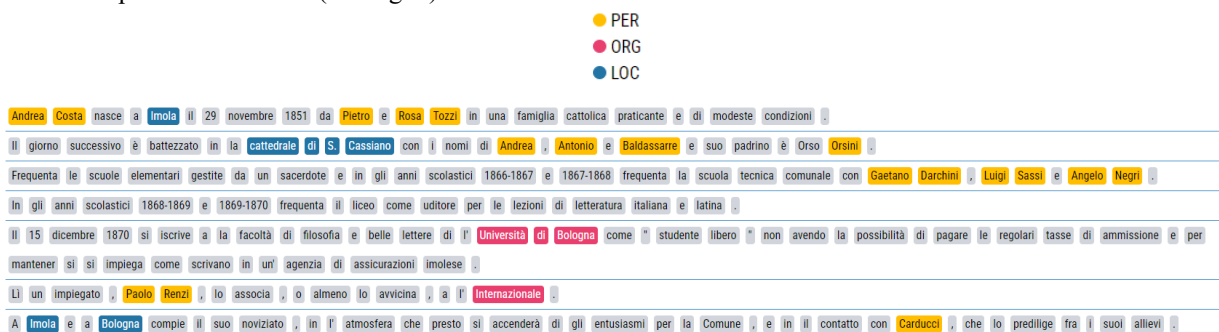 PER
ORG
LOC
Andrea Costa nasce a Imola il 29 novembre 1851 da Pietro e Rosa Tozzi in una famiglia cattolica praticante e di modeste condizioni .
Il giorno successivo è battezzato in la cattedrale di S. Cassiano con i nomi di Andrea , Antonio e Baldassarre e suo padrino è Orso Orsini .
Frequenta le scuole elementari gestite da un sacerdote e in gli anni scolastici 1866-1867 e 1867-1868 frequenta la scuola tecnica comunale con Gaetano Darchini , Luigi Sassi e Angelo Negri .
In gli anni scolastici 1868-1869 e 1869-1870 frequenta il liceo come uditore per le lezioni di letteratura italiana e latina .
Il 15 dicembre 1870 si iscrive a la facoltà di filosofia e belle lettere di l' Università di Bologna come " studente libero " non avendo la possibilità di pagare le regolari tasse di ammissione e per
mantener si si impiega come scrivano in un' agenzia di assicurazioni imolese .
Lì un impiegato , Paolo Renzi , lo associa , o almeno lo avvicina , a l' Internazionale .
A Imola e a Bologna compie il suo noviziato , in l' atmosfera che presto si accenderà di gli entusiasmi per la Comune , e in il contatto con Carducci , che lo predilige fra i suoi allievi .